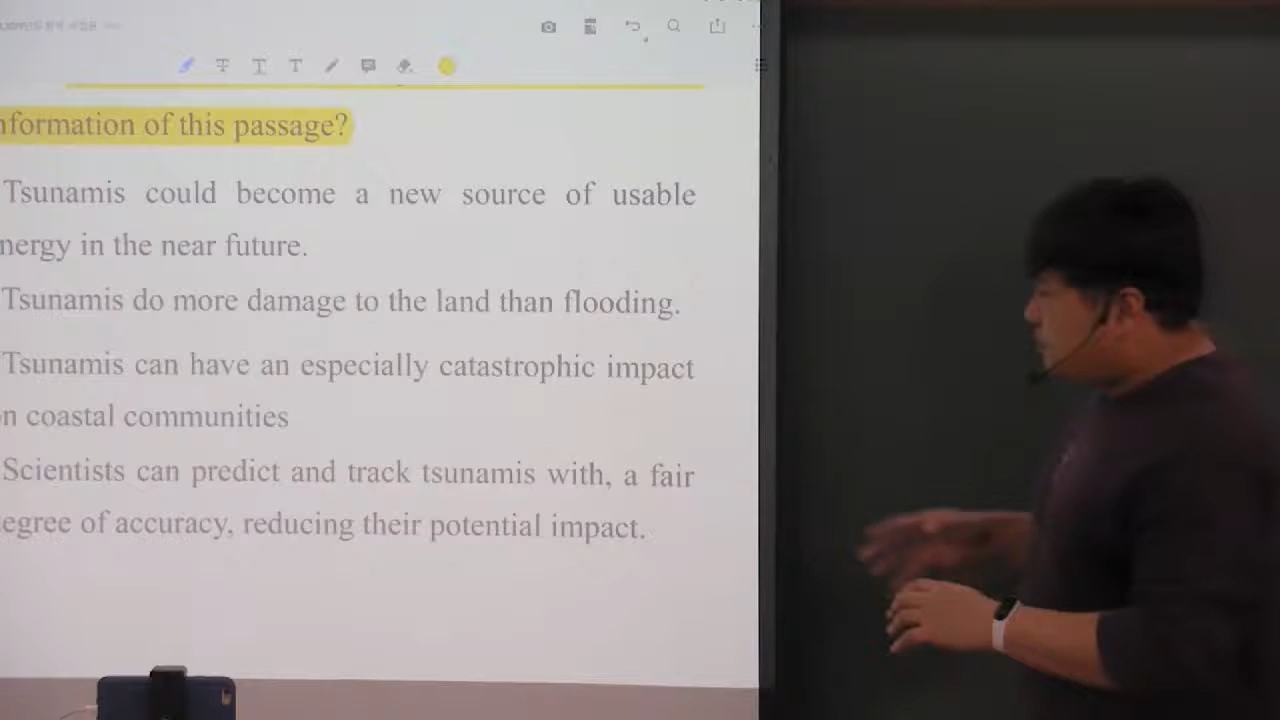 nformation of this passage?
Tsunamis could become a new source of usable
nergy in the near future.
Tsunamis do more damage to the land than flooding.
Tsunamis can have an especially catastrophic impact
n coastal communities
Scientists can predict and track tsunamis with, a fair
egree of accuracy, reducing their potential impact.